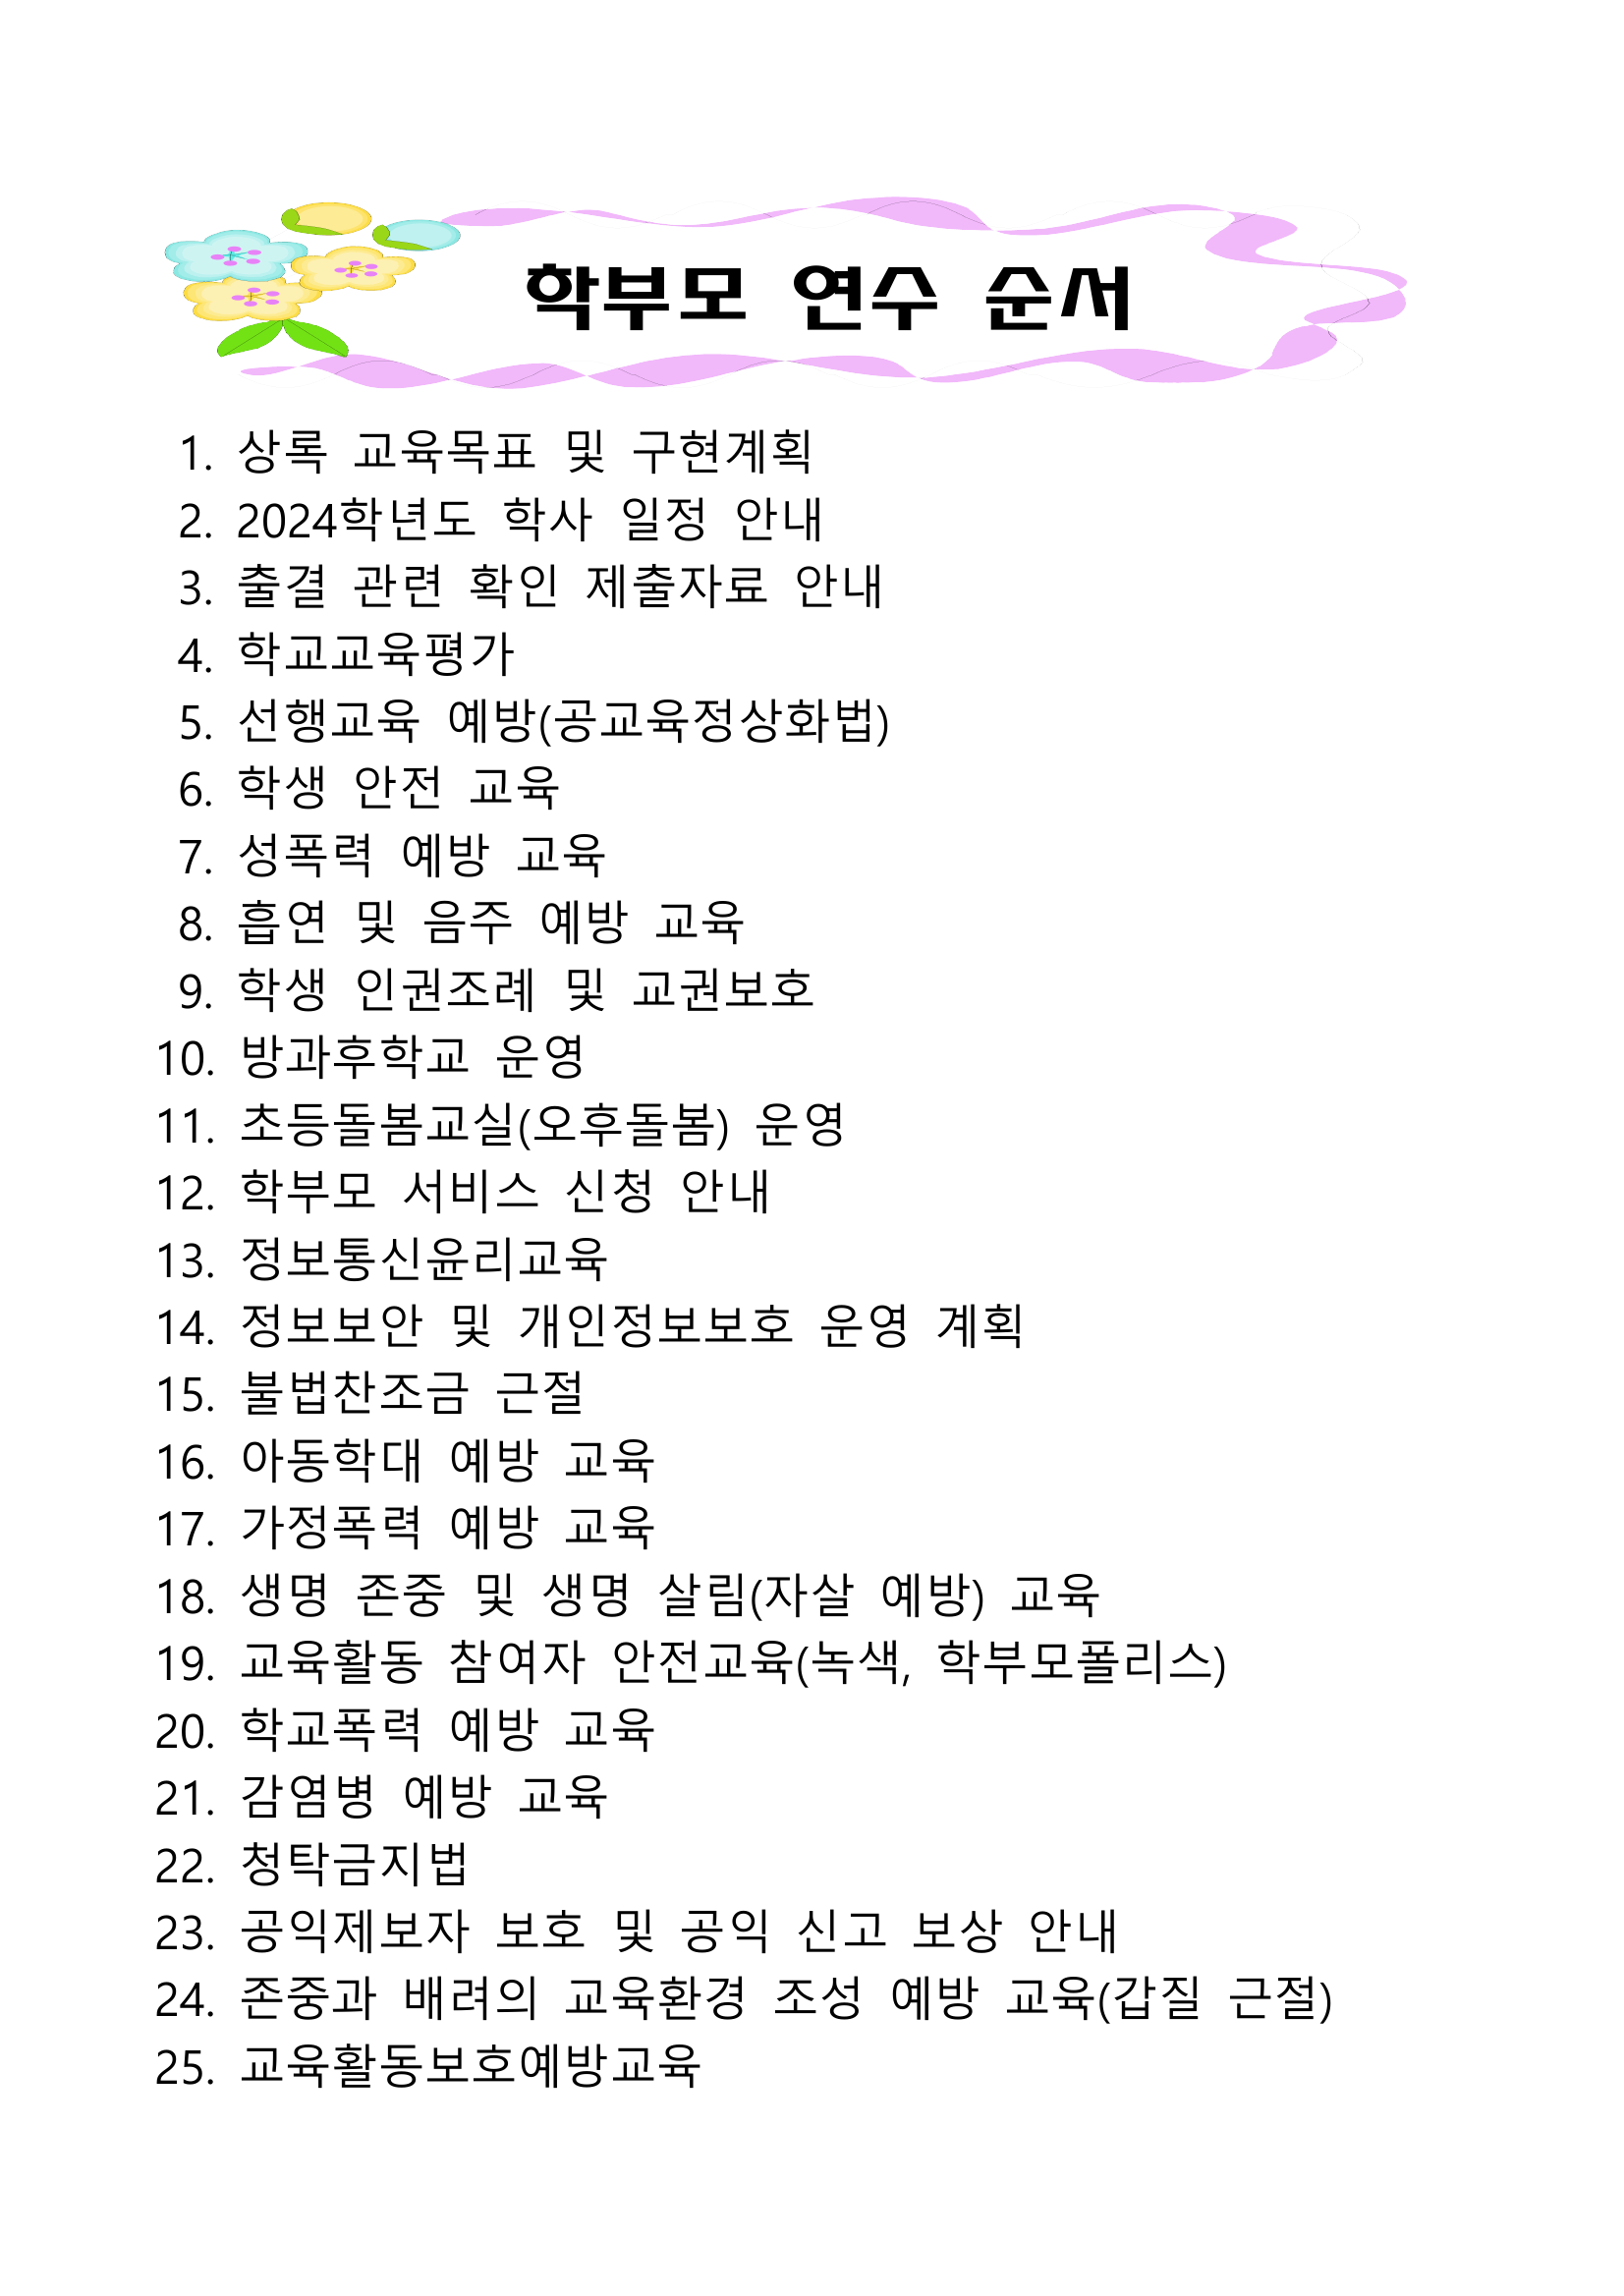 학부모 연수 순서
1. 상록 교육목표 및 구현계획
2. 2024학년도 학사 일정 안내
3. 출결 관련 확인 제출자료 안내
4. 학교교육평가
5. 선행교육 예방(공교육정상화법)
6. 학생 안전 교육
7. 성폭력 예방 교육
8. 흡연 및 음주 예방 교육
9. 학생 인권조례 및 교권보호
10. 방과후학교 운영
11. 초등돌봄교실(오후돌봄) 운영
12. 학부모 서비스 신청 안내
13. 정보통신윤리교육
14. 정보보안 및 개인정보보호 운영 계획
15. 불법찬조금 근절
16. 아동학대 예방 교육
17. 가정폭력 예방 교육
18. 생명 존중 및 생명 살림(자살 예방) 교육
19. 교육활동 참여자 안전교육(녹색, 학부모폴리스)
20. 학교폭력 예방 교육
21. 감염병 예방 교육
22. 청탁금지법
23. 공익제보자 보호 및 공익 신고 보상 안내
24. 존중과 배려의 교육환경 조성 예방 교육(갑질 근절)
25. 교육활동보호예방교육